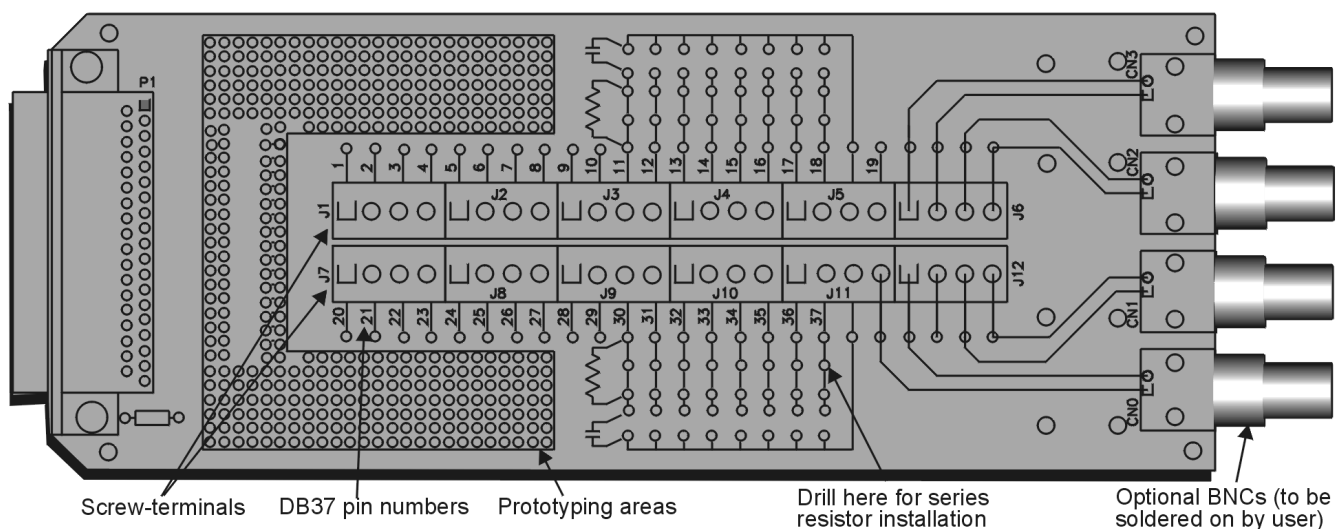 P1
CN3
CN2
CN1
CN0
1 2 3 4 5 6 7 8 9 10 11 12 13 14 15 16 17 18 19
J1 J2 J3 J4 J5 J6
J7 J8 J9 J10 J11 J12
20 21 22 23 24 25 26 27 28 29 30 31 32 33 34 35 36 37
Screw-terminals
DB37 pin numbers
Prototyping areas
Drill here for series
resistor installation
Optional BNCs (to be
soldered on by user)